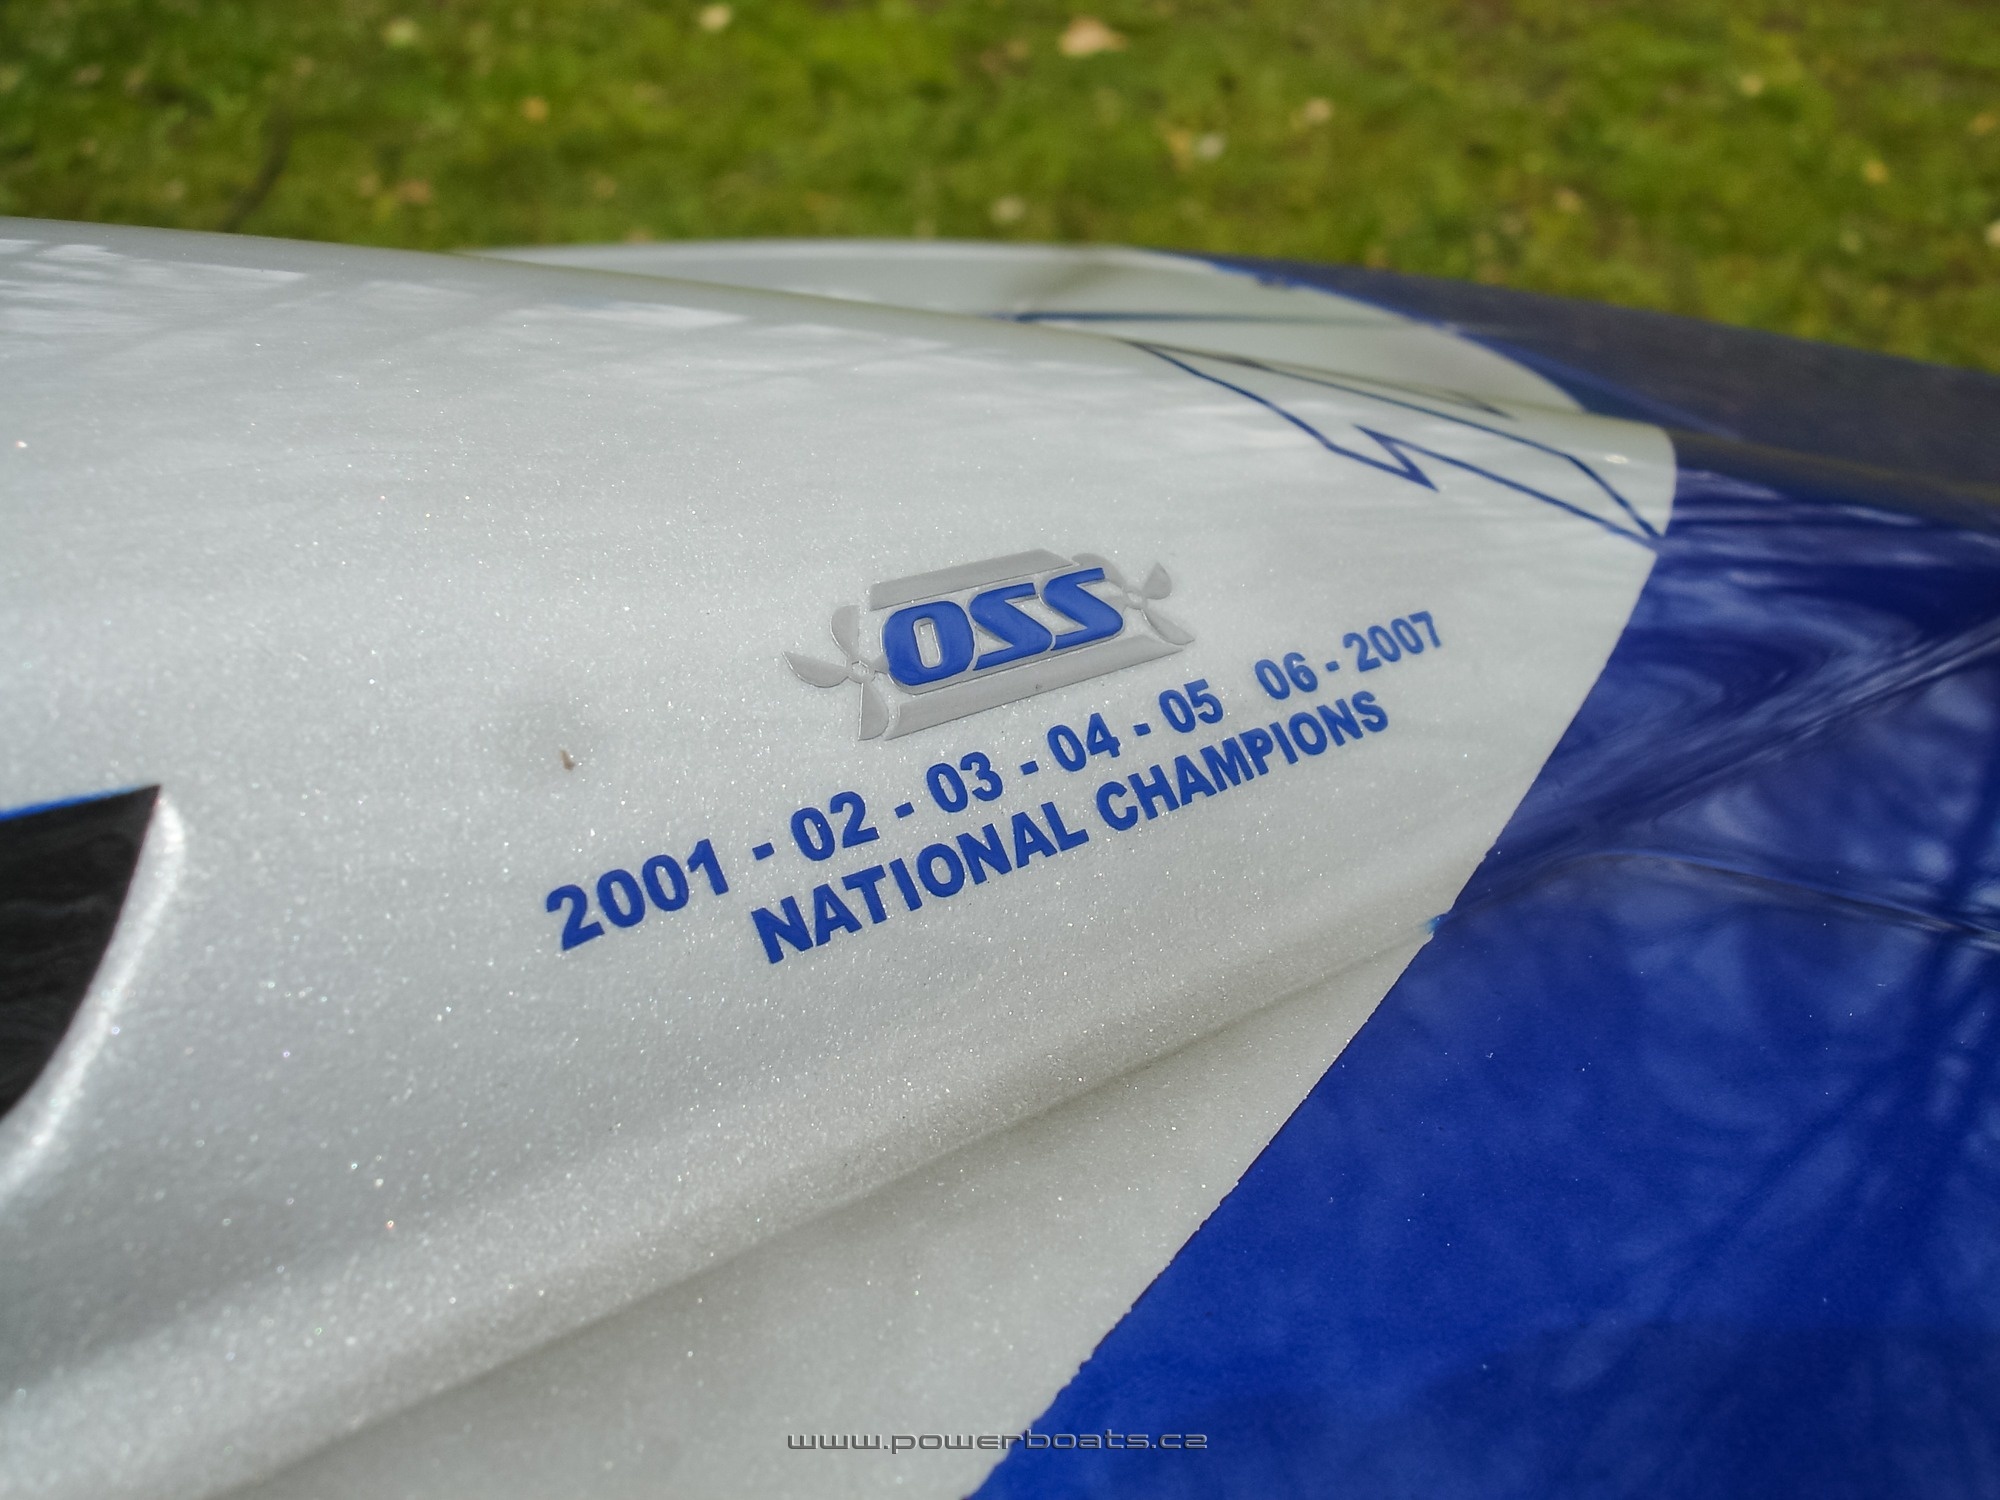 OSS
2001 - 02 - 03 - 04 - 05 06 - 2007
NATIONAL CHAMPIONS
www.powerboats.cz